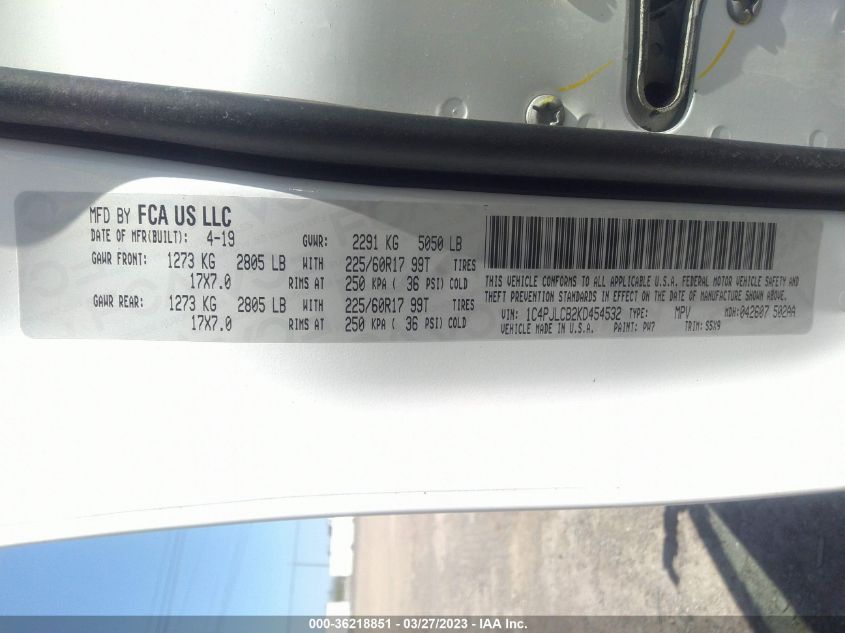 MFD BY FCA US LLC
DATE OF MFR(BUILT): 4-19 GVWR: 2291 KG 5050 LB
GAWR FRONT: 1273 KG 2805 LB WITH 225/60R17 99T TIRES
17X7.0 RIMS AT 250 KPA ( 36 PSI) COLD
GAWR REAR: 1273 KG 2805 LB WITH 225/60R17 99T TIRES
17X7.0 RIMS AT 250 KPA ( 36 PSI) COLD
THIS VEHICLE CONFORMS TO ALL APPLICABLE U.S.A. FEDERAL MOTOR VEHICLE SAFETY AND
THEFT PREVENTION STANDARDS IN EFFECT ON THE DATE OF MANUFACTURE SHOWN ABOVE.
VIN: 1C4PJLCB2KD454532 TYPE: MPV MDH:042607 502AA
VEHICLE MADE IN U.S.A. PAINT: PW7 TRIM: S5X9
000-36218851 - 03/27/2023 - IAA Inc.